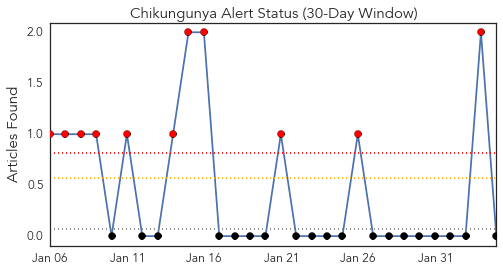 Chikungunya Alert Status (30-Day Window)
Articles Found
2.0
1.5
1.0
0.5
0.0
Jan 06 Jan 11 Jan 16 Jan 21 Jan 26 Jan 31